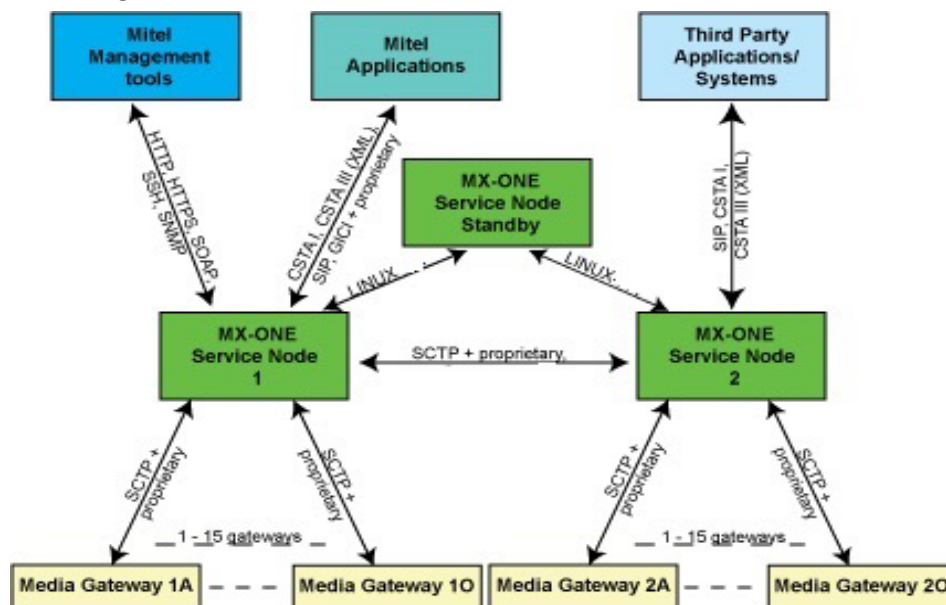 Mitel
Management
tools
Mitel
Applications
Third Party
Applications/
Systems
HTTP, HTTPS, SOAP,
SSH, SNMP
CSTA I, CSTA III (XML),
SIP, GICI + proprietary
SIP, CSTA I,
CSTA III (XML)
MX-ONE
Service Node
Standby
LINUX
LINUX
MX-ONE
Service Node
1
SCTP + proprietary,
MX-ONE
Service Node
2
SCTP +
proprietary
SCTP +
proprietary
SCTP +
proprietary
SCTP +
proprietary
1 - 15 gateways
1 - 15 gateways
Media Gateway 1A
Media Gateway 1O
Media Gateway 2A
Media Gateway 2O